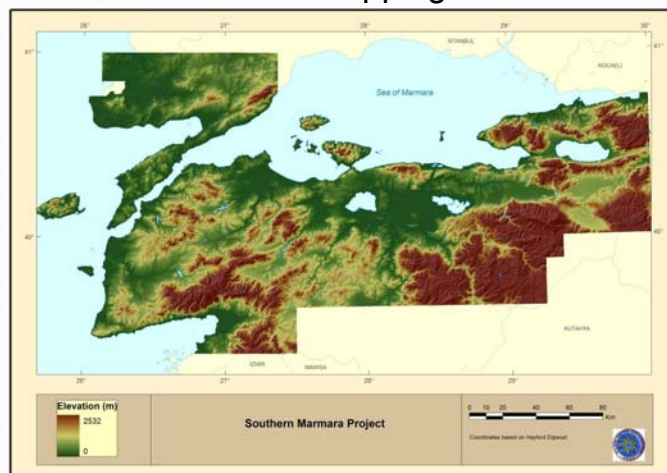 pping
26° 27° 28° 29° 30°
ISTANBUL
41° 41°
KOCAELI
Sea of Marmara
40° 40°
KUTAHYA
IZMIR MANISA
26° 27° 28° 29°
Elevation (m)
2532
0
Southern Marmara Project
0 10 20 40 60 80
Km
Coordinates based on Hayford Elipsoid